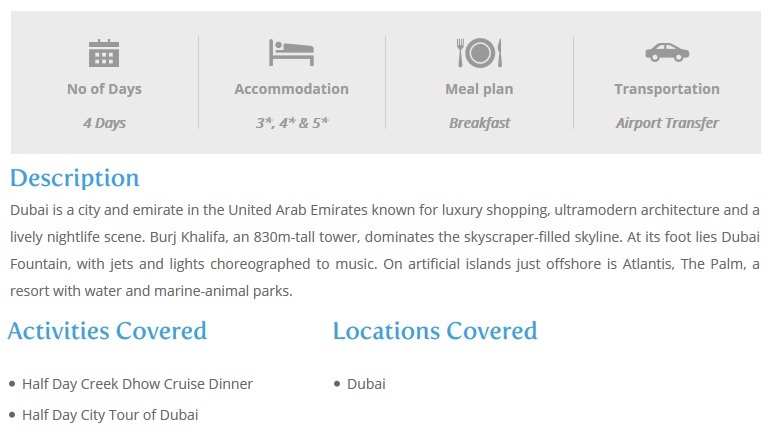 No of Days Accommodation Meal plan Transportation
4 Days 3*, 4* & 5* Breakfast Airport Transfer
Description
Dubai is a city and emirate in the United Arab Emirates known for luxury shopping, ultramodern architecture and a
lively nightlife scene. Burj Khalifa, an 830m-tall tower, dominates the skyscraper-filled skyline. At its foot lies Dubai
Fountain, with jets and lights choreographed to music. On artificial islands just offshore is Atlantis, The Palm, a
resort with water and marine-animal parks.
Activities Covered
• Half Day Creek Dhow Cruise Dinner
• Half Day City Tour of Dubai
Locations Covered
• Dubai